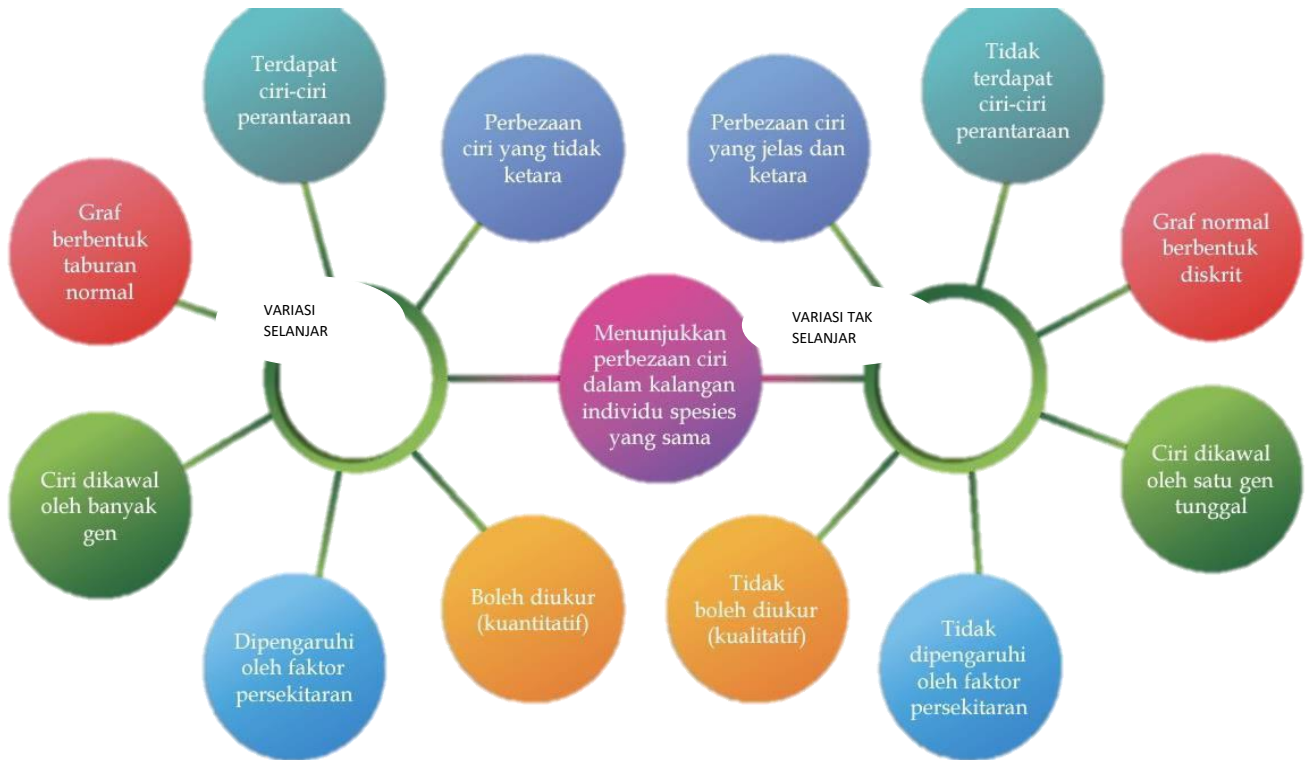 Terdapat
ciri-ciri
perantaraan
Perbezaan
ciri yang tidak
ketara
Graf
berbentuk
taburan
normal
VARIASI
SELANJAR
Ciri dikawal
oleh banyak
gen
Dipengaruhi
oleh faktor
persekitaran
Boleh diukur
(kuantitatif)
Menunjukkan
perbezaan ciri
dalam kalangan
individu spesies
yang sama
Perbezaan ciri
yang jelas dan
ketara
Tidak
terdapat
ciri-ciri
perantaraan
Graf normal
berbentuk
diskrit
VARIASI TAK
SELANJAR
Ciri dikawal
oleh satu gen
tunggal
Tidak
boleh diukur
(kualitatif)
Tidak
dipengaruhi
oleh faktor
persekitaran